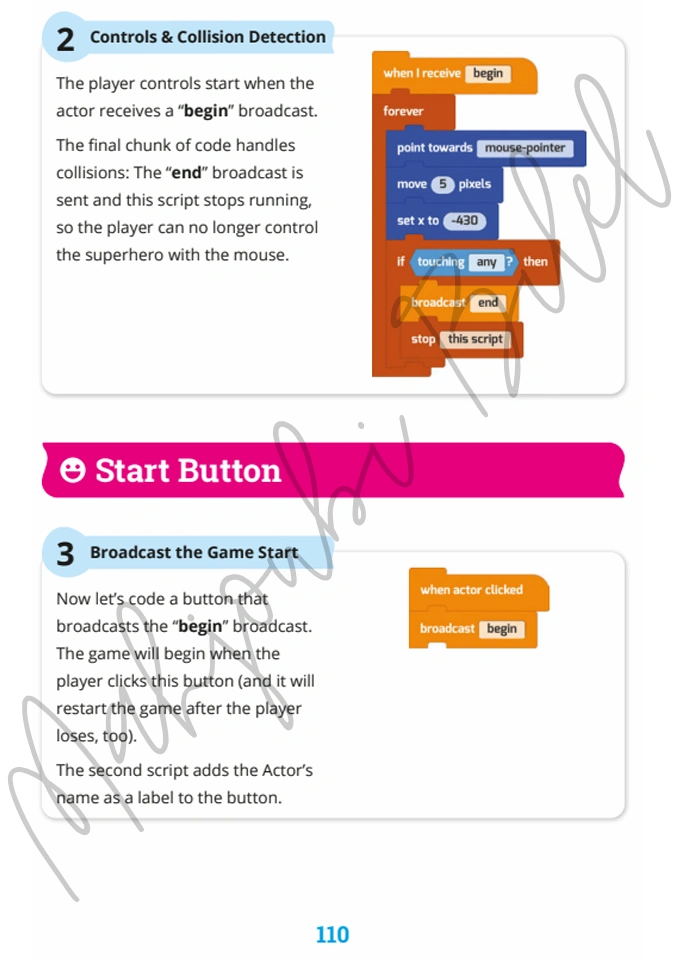 2 Controls & Collision Detection
The player controls start when the
actor receives a “begin” broadcast.
The final chunk of code handles
collisions: The “end” broadcast is
sent and this script stops running,
so the player can no longer control
the superhero with the mouse.
when I receive begin
forever
point towards mouse-pointer
move 5 pixels
set x to -430
if touching any ? then
broadcast end
stop this script
Start Button
3 Broadcast the Game Start
Now let’s code a button that
broadcasts the “begin” broadcast.
The game will begin when the
player clicks this button (and it will
restart the game after the player
loses, too).
The second script adds the Actor’s
name as a label to the button.
when actor clicked
broadcast begin
Mahjoubi Bilel
110